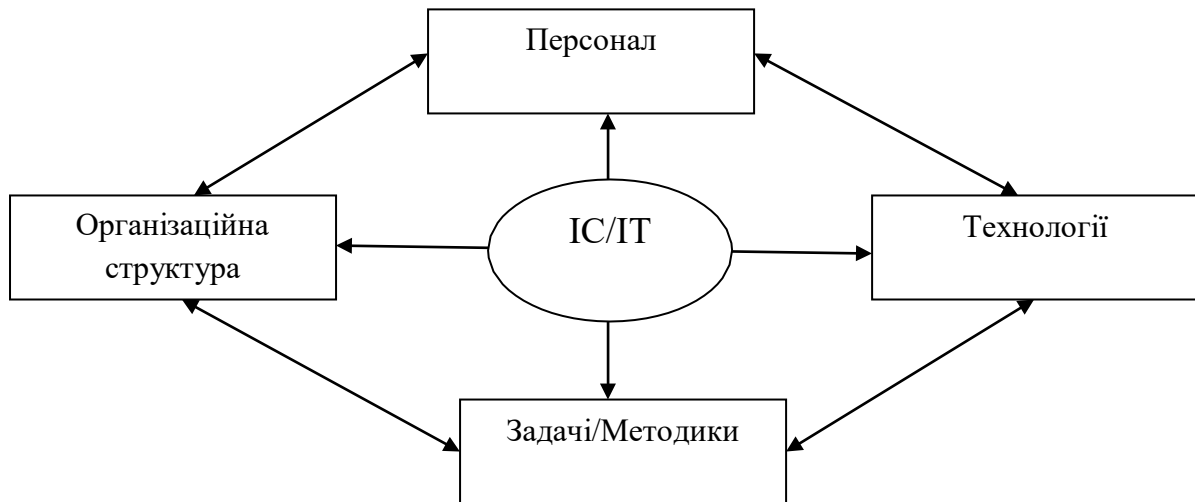 Персонал
Організаційна
структура
ІС/ІТ
Технології
Задачі/Методики